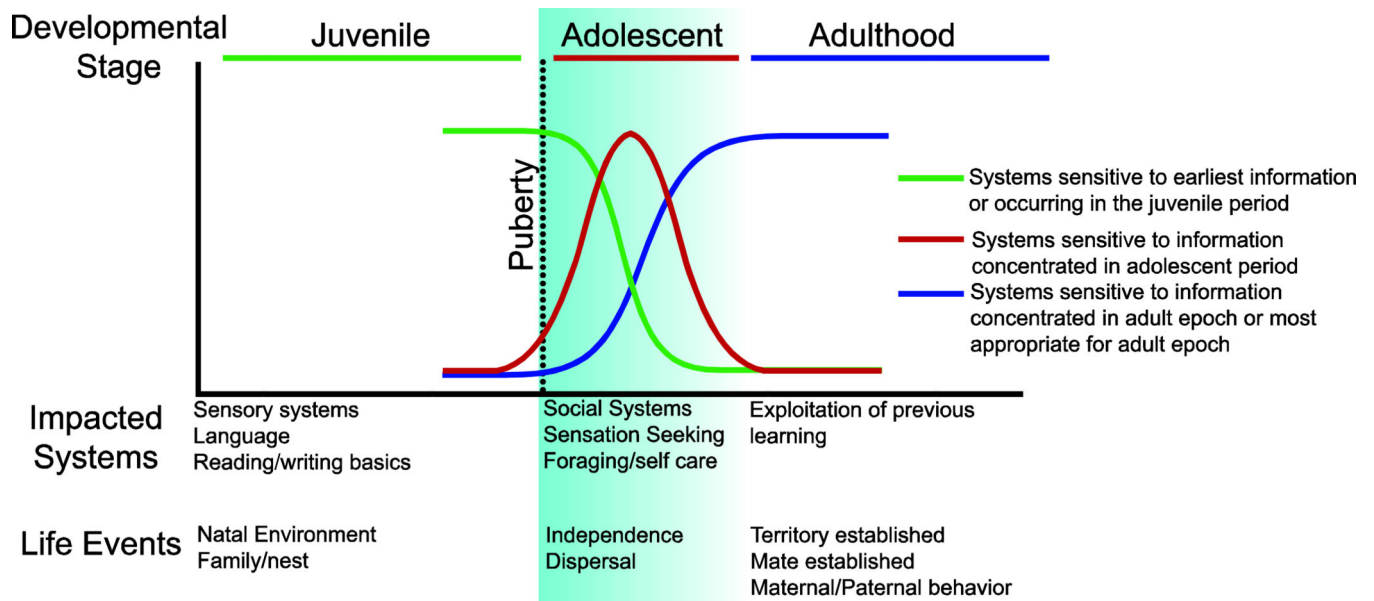 Developmental
Stage
Juvenile
Adolescent
Adulthood
Puberty
Systems sensitive to earliest information
or occurring in the juvenile period
Systems sensitive to information
concentrated in adolescent period
Systems sensitive to information
concentrated in adult epoch or most
appropriate for adult epoch
Impacted
Systems
Sensory systems
Language
Reading/writing basics
Social Systems
Sensation Seeking
Foraging/self care
Exploitation of previous
learning
Life Events
Natal Environment
Family/nest
Independence
Dispersal
Territory established
Mate established
Maternal/Paternal behavior